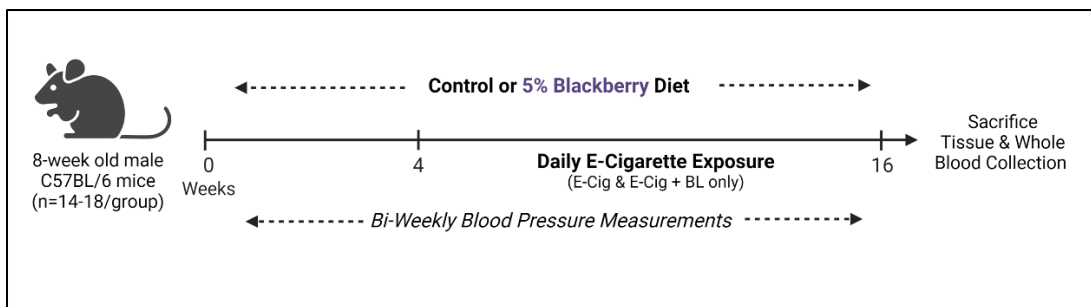 Control or 5% Blackberry Diet
8-week old male
C57BL/6 mice
(n=14-18/group)
0
Weeks
4
Daily E-Cigarette Exposure
(E-Cig & E-Cig + BL only)
16
Sacrifice
Tissue & Whole
Blood Collection
Bi-Weekly Blood Pressure Measurements